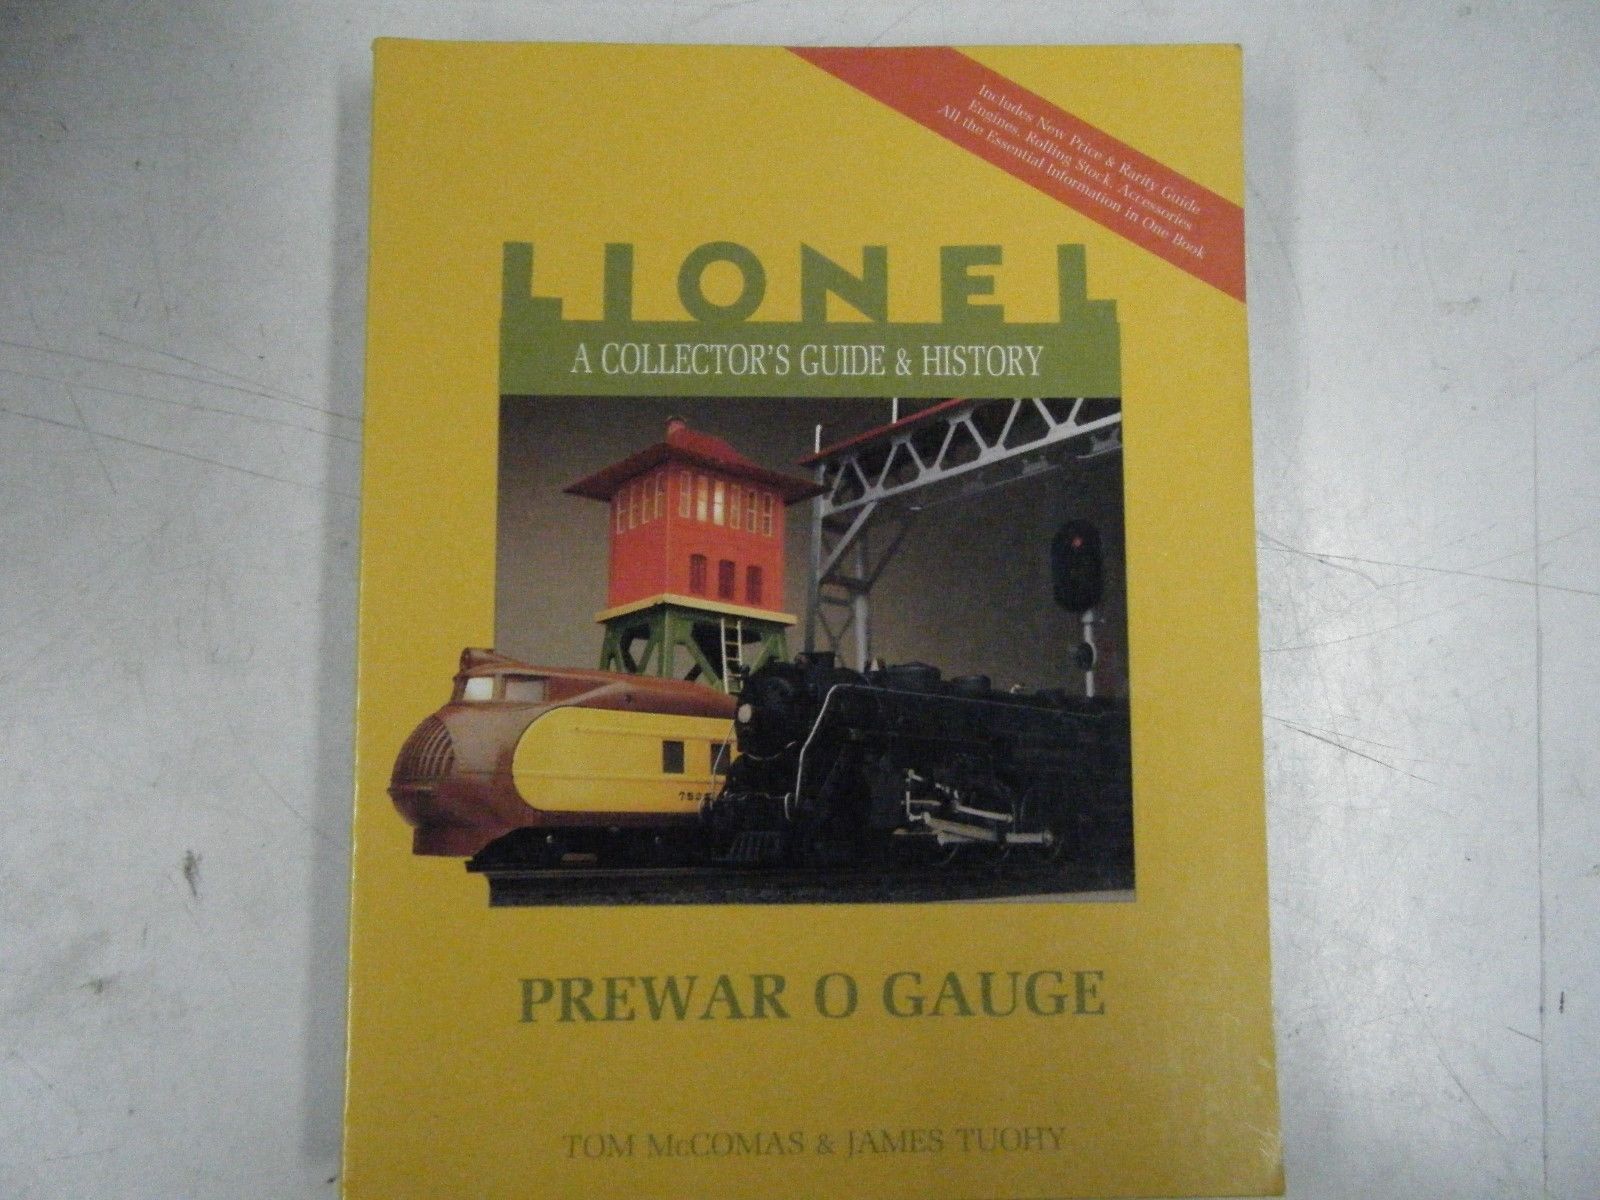 Includes New Price & Rarity Guide
Engines, Rolling Stock, Accessories
All the Essential Information in One Book
LIONEL
A COLLECTOR'S GUIDE & HISTORY
PREWAR O GAUGE
TOM McCOMAS & JAMES TUOHY